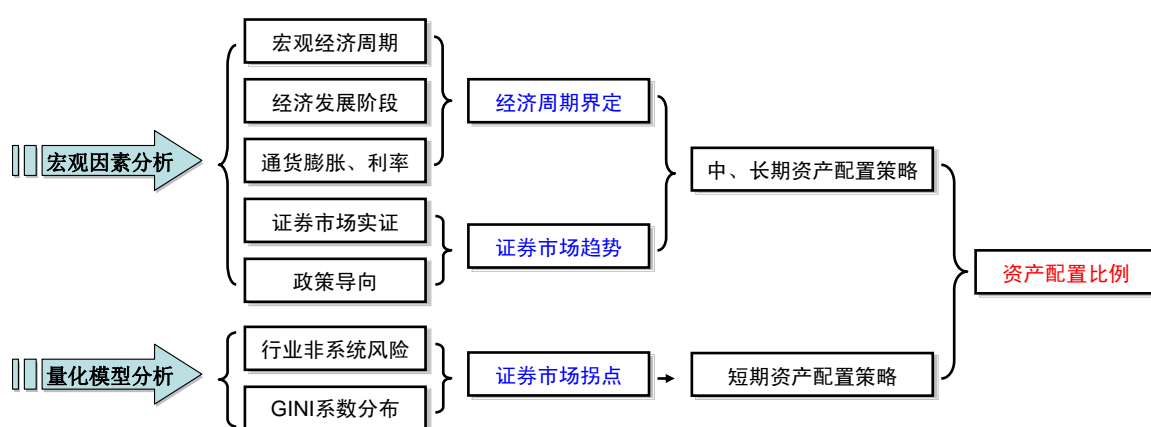 宏观因素分析
宏观经济周期
经济发展阶段
通货膨胀、利率
证券市场实证
政策导向
经济周期界定
证券市场趋势
中、长期资产配置策略
量化模型分析
行业非系统风险
GINI系数分布
证券市场拐点
短期资产配置策略
资产配置比例